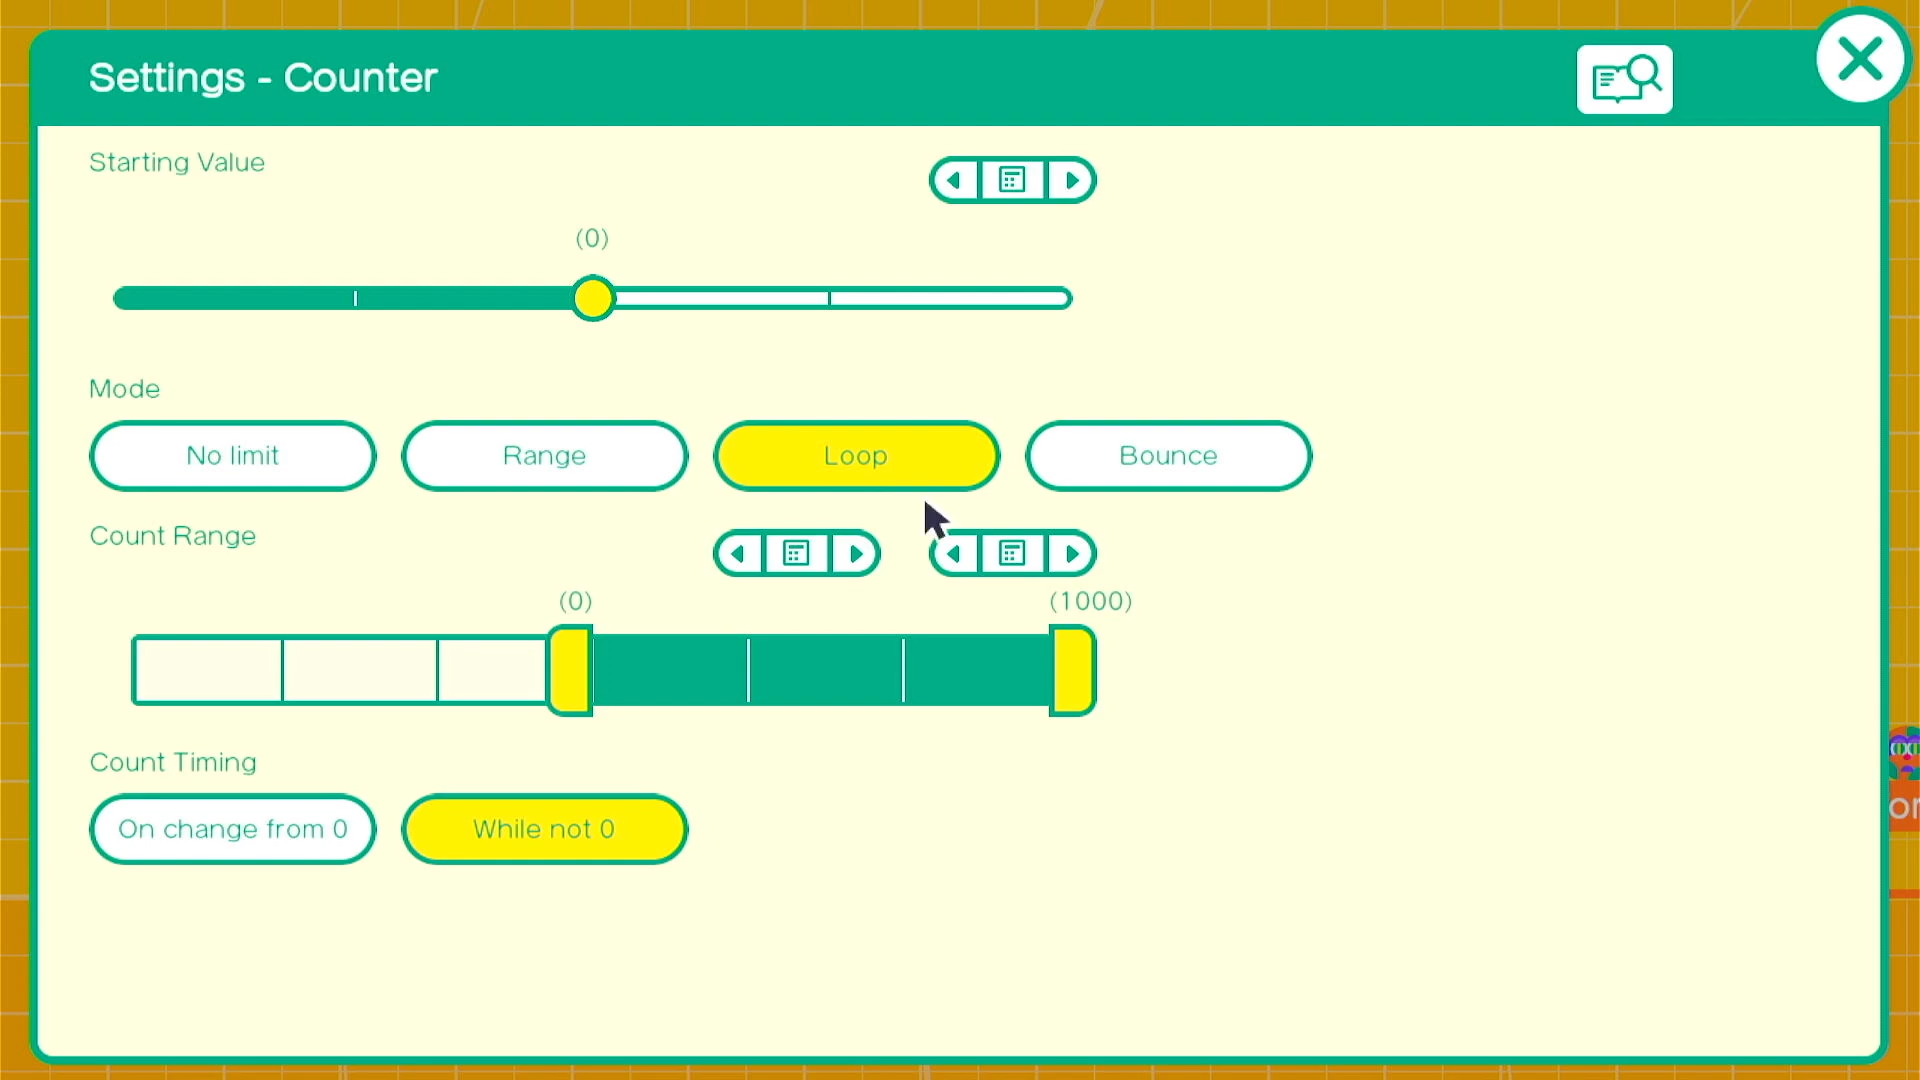 Settings - Counter
Starting Value
(0)
Mode
No limit
Range
Loop
Bounce
Count Range
(0)
(1000)
Count Timing
On change from 0
While not 0